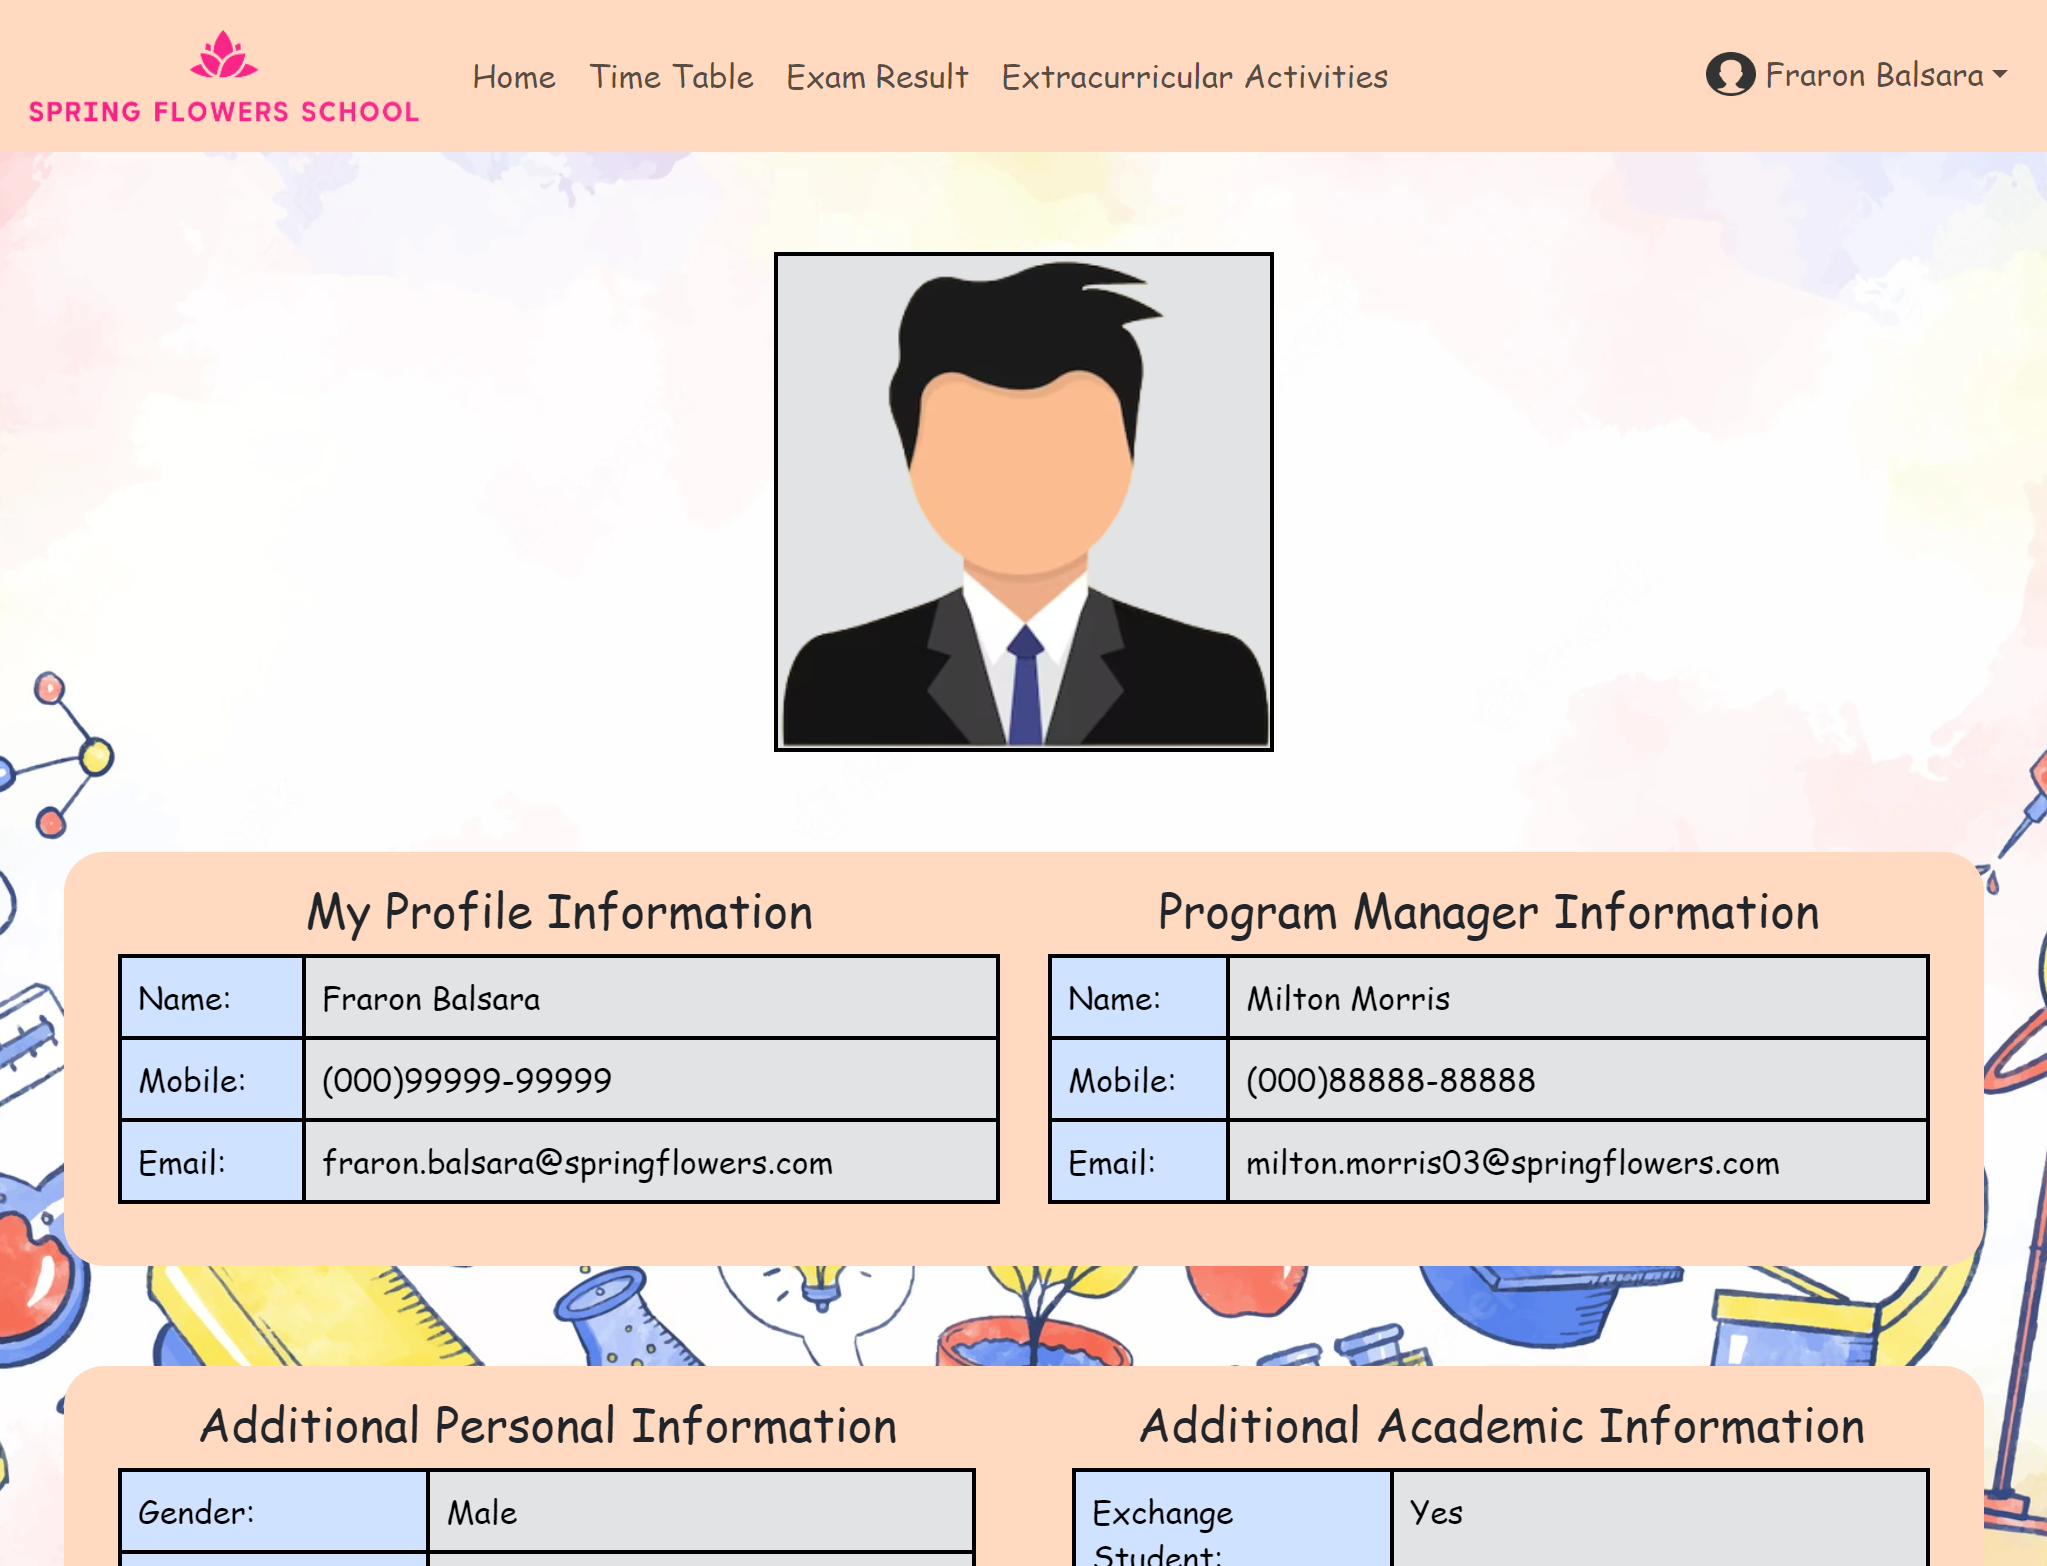 SPRING FLOWERS SCHOOL
Home Time Table Exam Result Extracurricular Activities
Fraron Balsara
My Profile Information
Name: Fraron Balsara
Mobile: (000)99999-99999
Email: fraron.balsara@springflowers.com
Program Manager Information
Name: Milton Morris
Mobile: (000)88888-88888
Email: milton.morris03@springflowers.com
Additional Personal Information
Gender: Male
Additional Academic Information
Exchange Yes
Student: